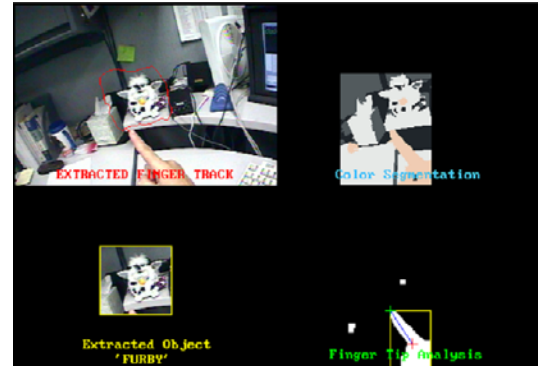 EXTRACTED FINGER TRACK
Color Segmentation
Extracted Object
'FURBY'
Finger Tip Analysis